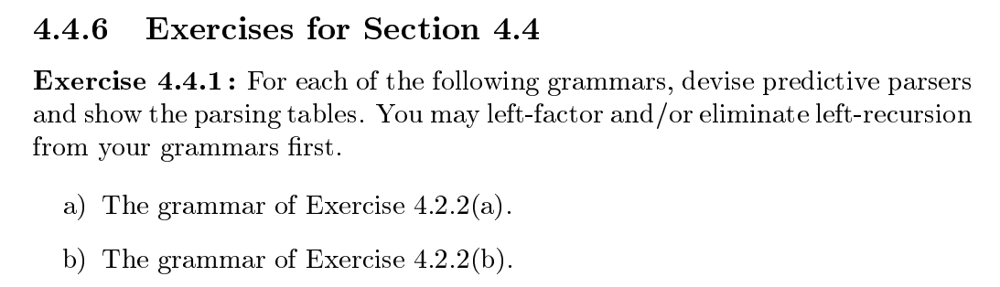 4.4.6 Exercises for Section 4.4
Exercise 4.4.1: For each of the following grammars, devise predictive parsers
and show the parsing tables. You may left-factor and/or eliminate left-recursion
from your grammars first.
a) The grammar of Exercise 4.2.2(a).
b) The grammar of Exercise 4.2.2(b).